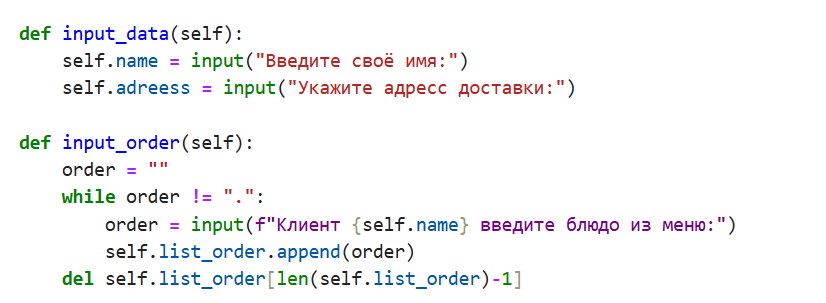 def input_data(self):
    self.name = input("Введите своё имя:")
    self.adreess = input("Укажите адресс доставки:")

def input_order(self):
    order = ""
    while order != ".":
        order = input(f"Клиент {self.name} введите блюдо из меню:")
        self.list_order.append(order)
    del self.list_order[len(self.list_order)-1]